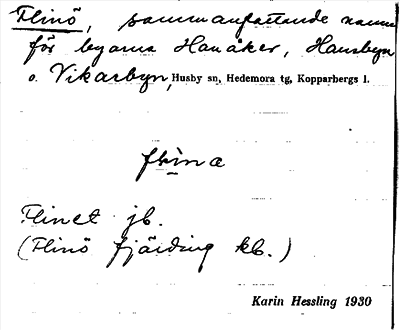 Flinö, sammanfattande namn
för byarna Hanåker, Hansbyn
o. Vikarbyn, Husby sn, Hedemora tg, Kopparbergs l.
flina
Flinet jb.
(Flinö fjärding kb.)
Karin Hessling 1930